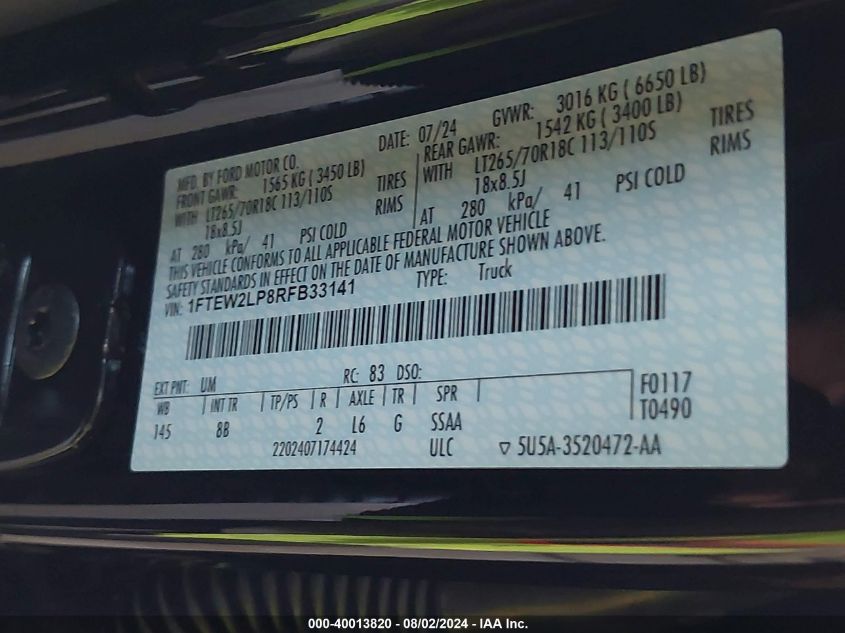 MFD. BY FORD MOTOR CO. DATE: 07/24 GVWR: 3016 KG ( 6650 LB)
FRONT GAWR: 1565 KG ( 3450 LB) REAR GAWR: 1542 KG ( 3400 LB)
WITH LT265/70R18C 113/110S TIRES WITH LT265/70R18C 113/110S TIRES
18x8.5J RIMS 18x8.5J RIMS
AT 280 kPa/ 41 PSI COLD AT 280 kPa/ 41 PSI COLD
THIS VEHICLE CONFORMS TO ALL APPLICABLE FEDERAL MOTOR VEHICLE
SAFETY STANDARDS IN EFFECT ON THE DATE OF MANUFACTURE SHOWN ABOVE.
VIN: 1FTEW2LP8RFB33141 TYPE: Truck
EXT PNT: UM RC: 83 DSO:
WB INT TR TP/PS R AXLE TR SPR F0117
145 8B 2 L6 G SSAA T0490
2202407174424 ULC ▽ 5U5A-3520472-AA
000-40013820 - 08/02/2024 - IAA Inc.